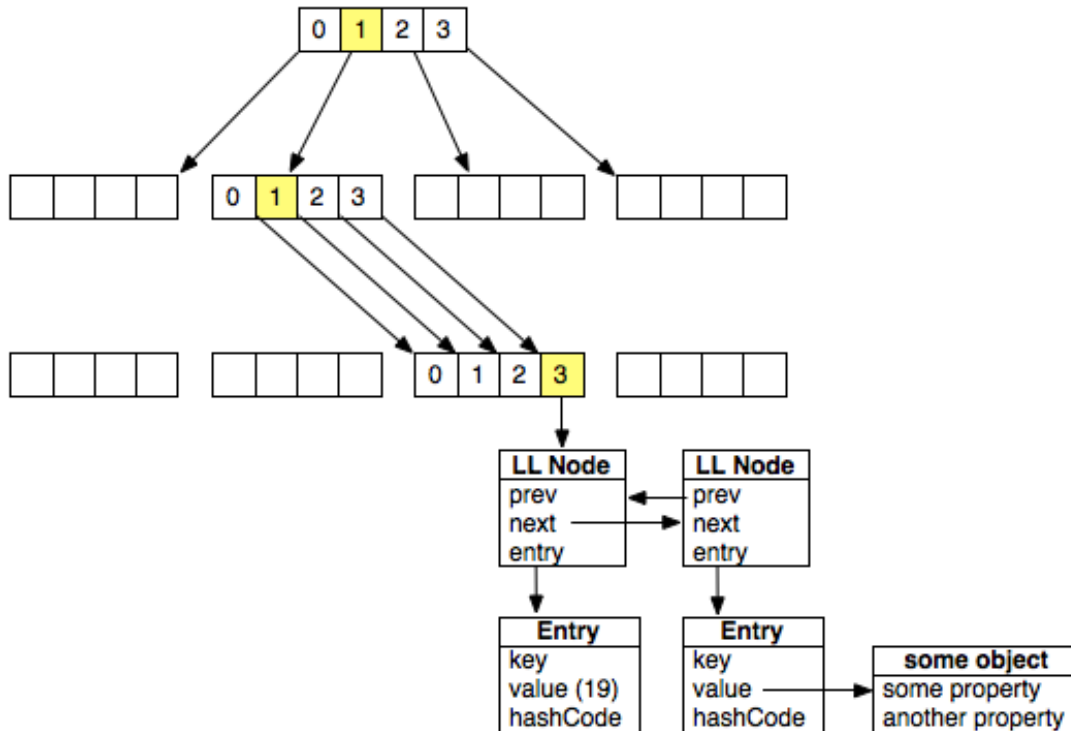 0 1 2 3
0 1 2 3
0 1 2 3
LL Node
prev
next
entry
LL Node
prev
next
entry
Entry
key
value (19)
hashCode
Entry
key
value
hashCode
some object
some property
another property